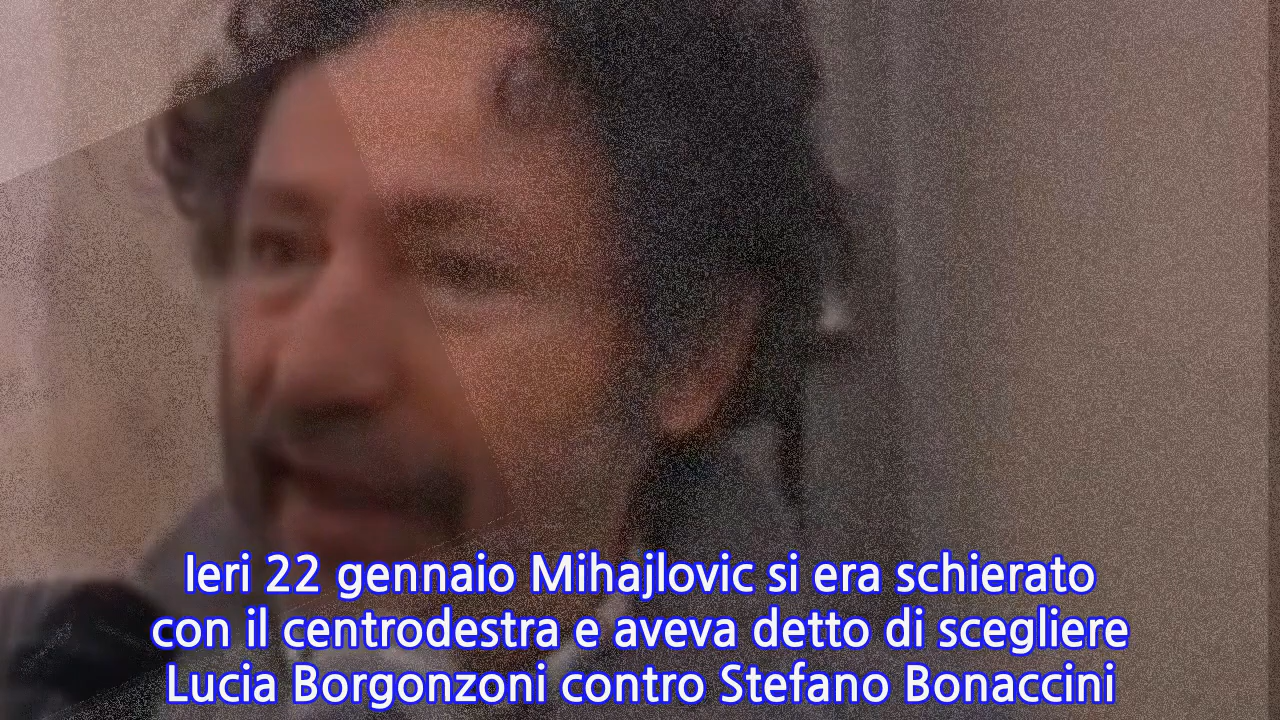 Ieri 22 gennaio Mihajlovic si era schierato
con il centrodestra e aveva detto di scegliere
Lucia Borgonzoni contro Stefano Bonaccini